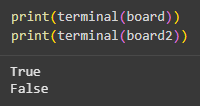 print(terminal(board))
print(terminal(board2))
True
False